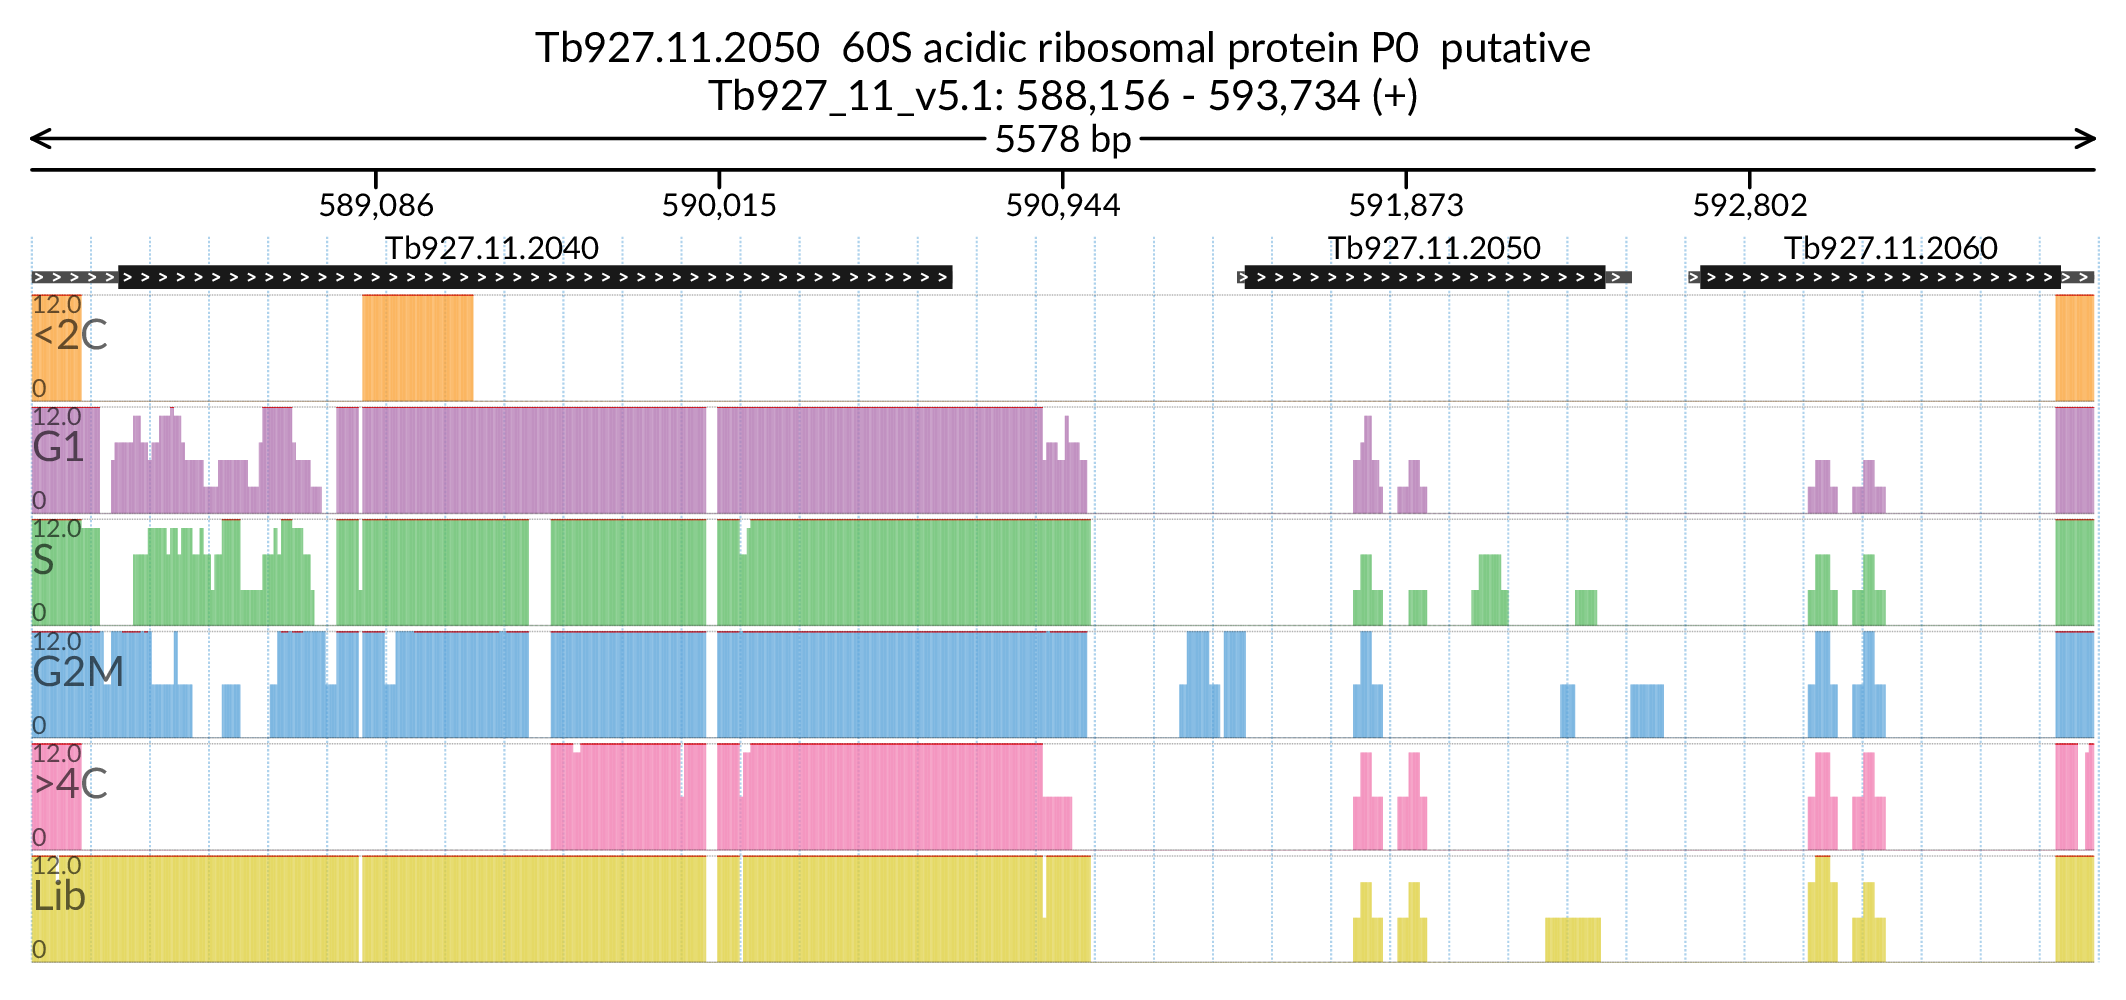 Tb927.11.2050  60S acidic ribosomal protein P0  putative
Tb927_11_v5.1: 588,156 - 593,734 (+)
5578 bp
589,086 590,015 590,944 591,873 592,802
Tb927.11.2040 Tb927.11.2050 Tb927.11.2060
12.0
<2C
0
12.0
G1
0
12.0
S
0
12.0
G2M
0
12.0
>4C
0
12.0
Lib
0